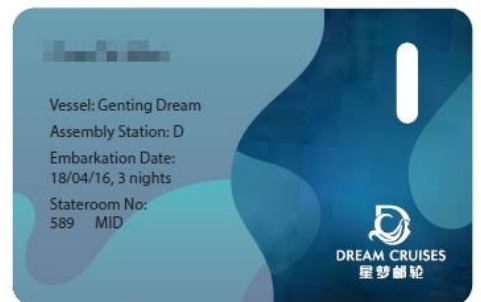 Vessel: Genting Dream
Assembly Station: D
Embarkation Date:
18/04/16, 3 nights
Stateroom No:
589 MID
DREAM CRUISES
星梦邮轮